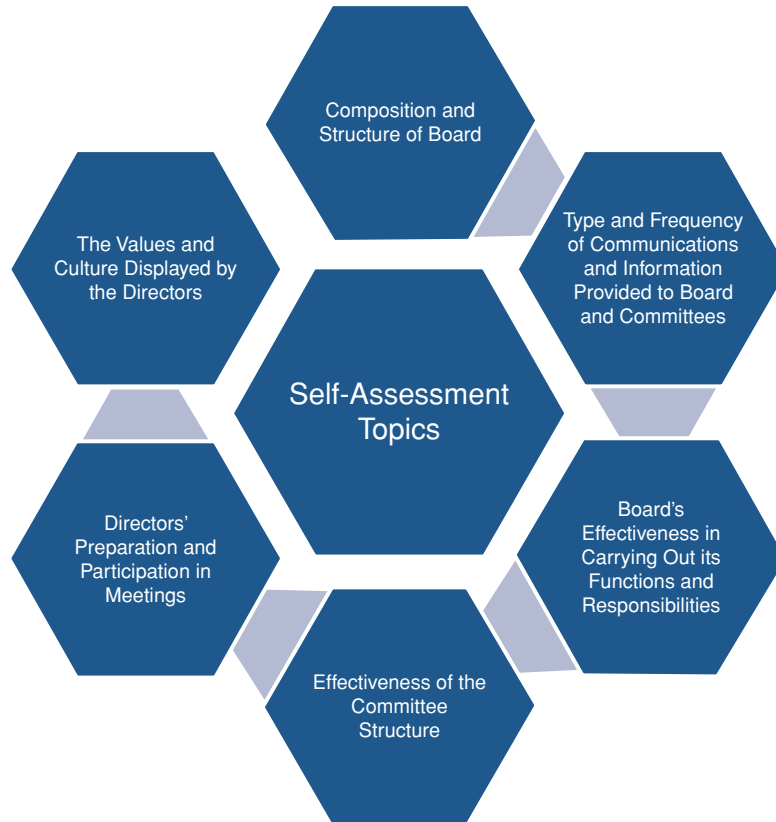 Composition and
Structure of Board
Type and Frequency
of Communications
and Information
Provided to Board
and Committees
The Values and
Culture Displayed by
the Directors
Self-Assessment
Topics
Board’s
Effectiveness in
Carrying Out its
Functions and
Responsibilities
Directors’
Preparation and
Participation in
Meetings
Effectiveness of the
Committee
Structure